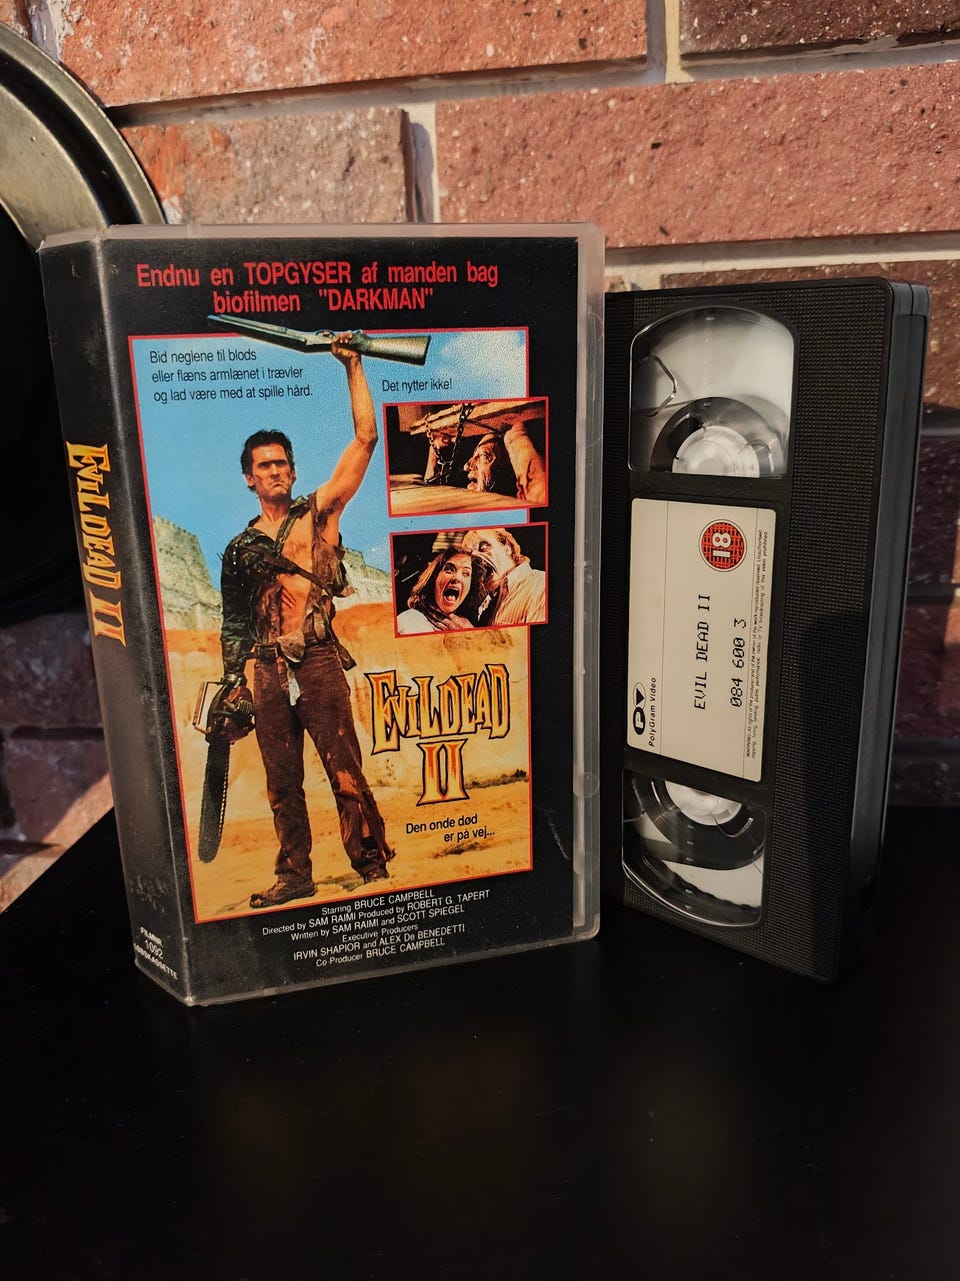 Endnu en TOPGYSER af manden bag
biofilmen "DARKMAN"
Bid neglene til blods
eller flæns armlænet i trævler
og lad være med at spille hård.
Det nytter ikke!
EVIL DEAD
II
Den onde død
er på vej...
Starring BRUCE CAMPBELL
Directed by SAM RAIMI Produced by ROBERT G. TAPERT
Written by SAM RAIMI and SCOTT SPIEGEL
Executive Producers
IRVIN SHAPIOR and ALEX De BENEDETTI
Co-Producer BRUCE CAMPBELL
EVIL DEAD II
1092
18
EVIL DEAD II
084 600 3
PV
PolyGram Video